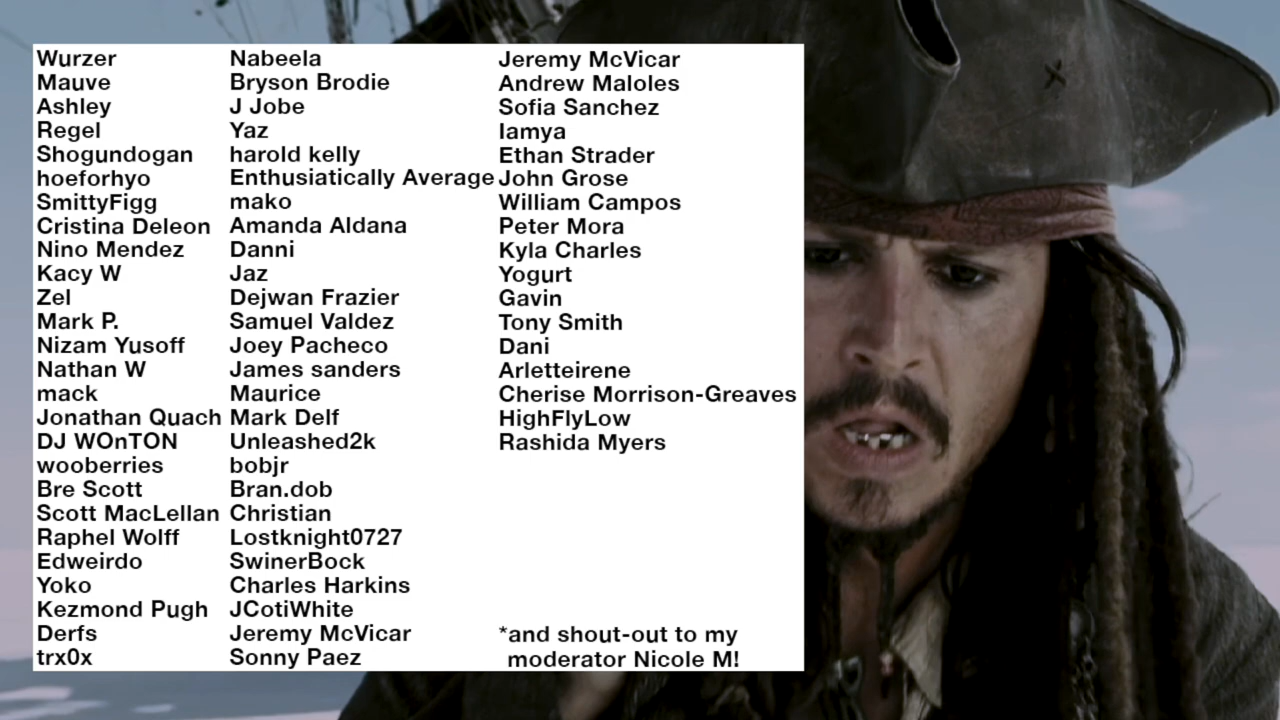 Wurzer
Mauve
Ashley
Regel
Shogundogan
hoeforhyo
SmittyFigg
Cristina Deleon
Nino Mendez
Kacy W
Zel
Mark P.
Nizam Yusoff
Nathan W
mack
Jonathan Quach
DJ WOnTON
wooberries
Bre Scott
Scott MacLellan
Raphel Wolff
Edweirdo
Yoko
Kezmond Pugh
Derfs
trx0x
Nabeela
Bryson Brodie
J Jobe
Yaz
harold kelly
Enthusiatically Average
mako
Amanda Aldana
Danni
Jaz
Dejwan Frazier
Samuel Valdez
Joey Pacheco
James sanders
Maurice
Mark Delf
Unleashed2k
bobjr
Bran.dob
Christian
Lostknight0727
SwinerBock
Charles Harkins
JCotiWhite
Jeremy McVicar
Sonny Paez
Jeremy McVicar
Andrew Maloles
Sofia Sanchez
Iamya
Ethan Strader
John Grose
William Campos
Peter Mora
Kyla Charles
Yogurt
Gavin
Tony Smith
Dani
Arletteirene
Cherise Morrison-Greaves
HighFlyLow
Rashida Myers
*and shout-out to my
moderator Nicole M!